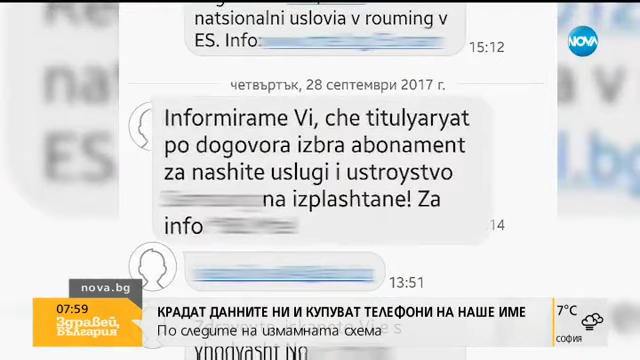 natsionalni uslovia v rouming v
ES. Info:
15:12
NOVA
четвъртък, 28 септември 2017 г.
Informirame Vi, che titulyaryat
po dogovora izbra abonament
za nashite uslugi i ustroystvo
na izplashtane! Za
info
14
13:51
nova.bg
07:59
Здравей,
България
КРАДАТ ДАННИТЕ НИ И КУПУВАТ ТЕЛЕФОНИ НА НАШЕ ИМЕ
По следите на измамната схема
7°C
СОФИЯ